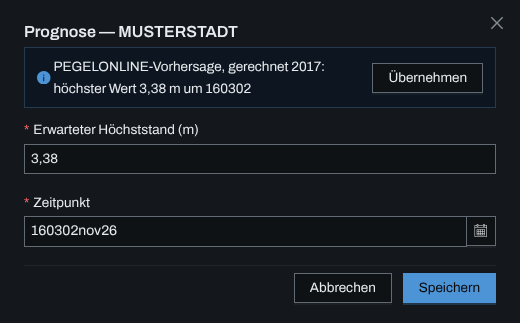 Prognose — MUSTERSTADT
PEGELONLINE-Vorhersage, gerechnet 2017:
höchster Wert 3,38 m um 160302
Übernehmen
* Erwarteter Höchststand (m)
3,38
* Zeitpunkt
160302nov26
Abbrechen
Speichern